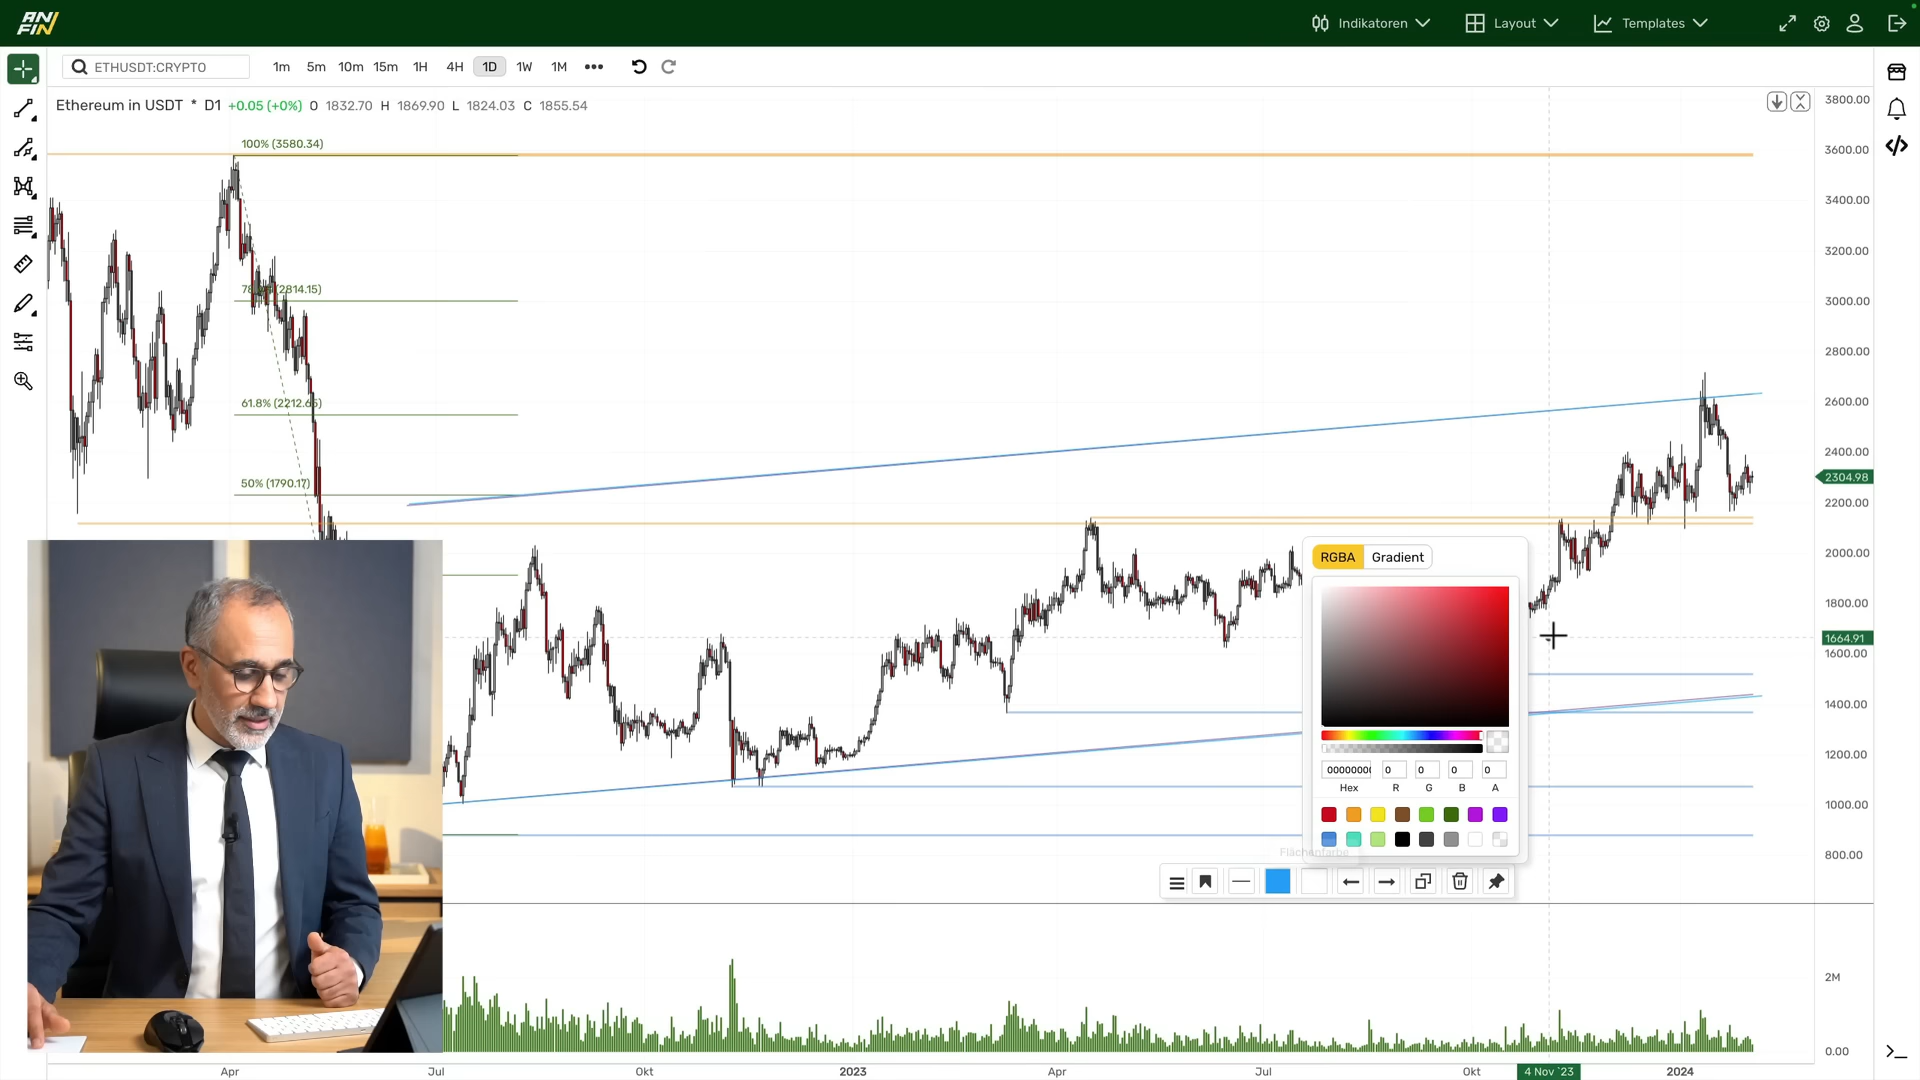 ANFIN
Indikatoren
Layout
Templates
ETHUSDT:CRYPTO
1m 5m 10m 15m 1H 4H 1D 1W 1M
Ethereum in USDT * D1 +0.05 (+0%) O 1832.70 H 1869.90 L 1824.03 C 1855.54
100% (3580.34)
(2814.15)
61.8% (2212.65)
50% (1790.17)
3800.00
3600.00
3400.00
3200.00
3000.00
2800.00
2600.00
2400.00
2304.98
2200.00
2000.00
1800.00
1664.91
1600.00
1400.00
1200.00
1000.00
800.00
2M
0.00
RGBA Gradient
00000000 0 0 0 0
Hex R G B A
Flächenfarbe
Apr Jul Okt 2023 Apr Jul Okt 4 Nov '23 2024